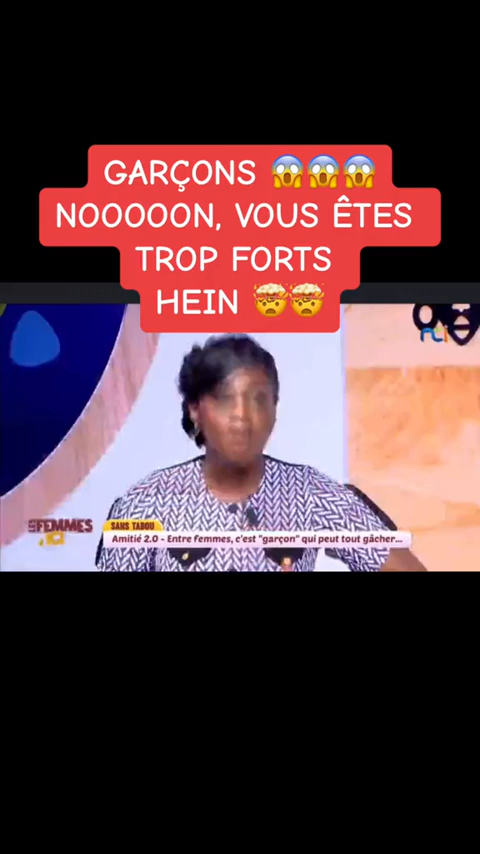 GARÇONS 😱😱😱
NOOOOON, VOUS ÊTES
TROP FORTS
HEIN 🤯🤯
FEMMES
SANS TABOU
Amitié 2.0 - Entre femmes, c'est "garçon" qui peut tout gâcher...